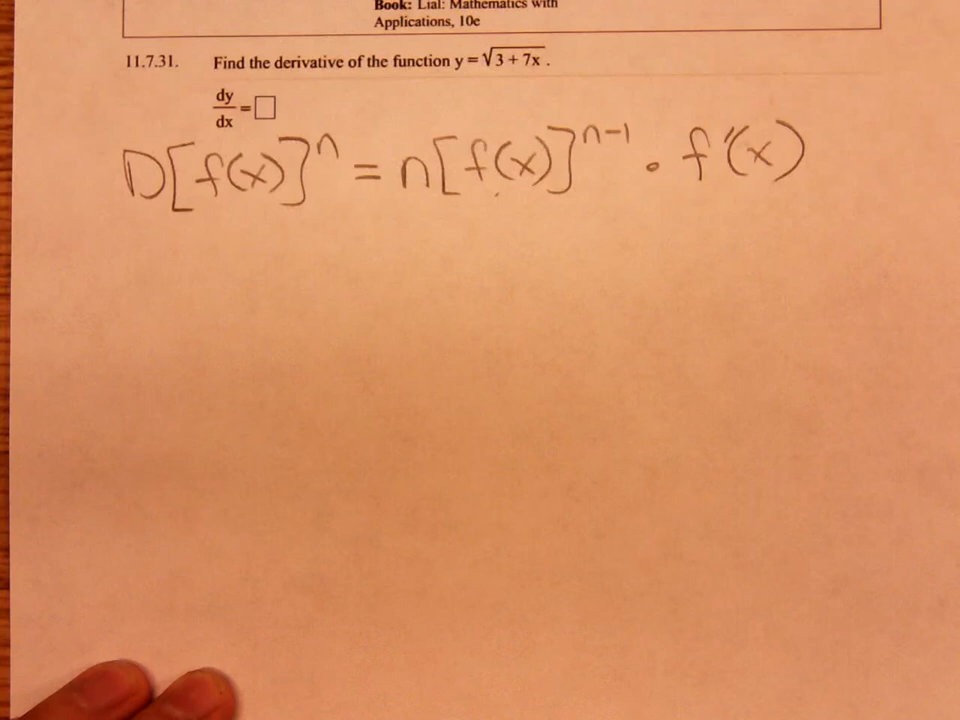 Book: Lial: Mathematics with
Applications, 10e
11.7.31. Find the derivative of the function y = √3 + 7x .
dy/dx = □
D[f(x)]^n = n[f(x)]^n-1 · f'(x)